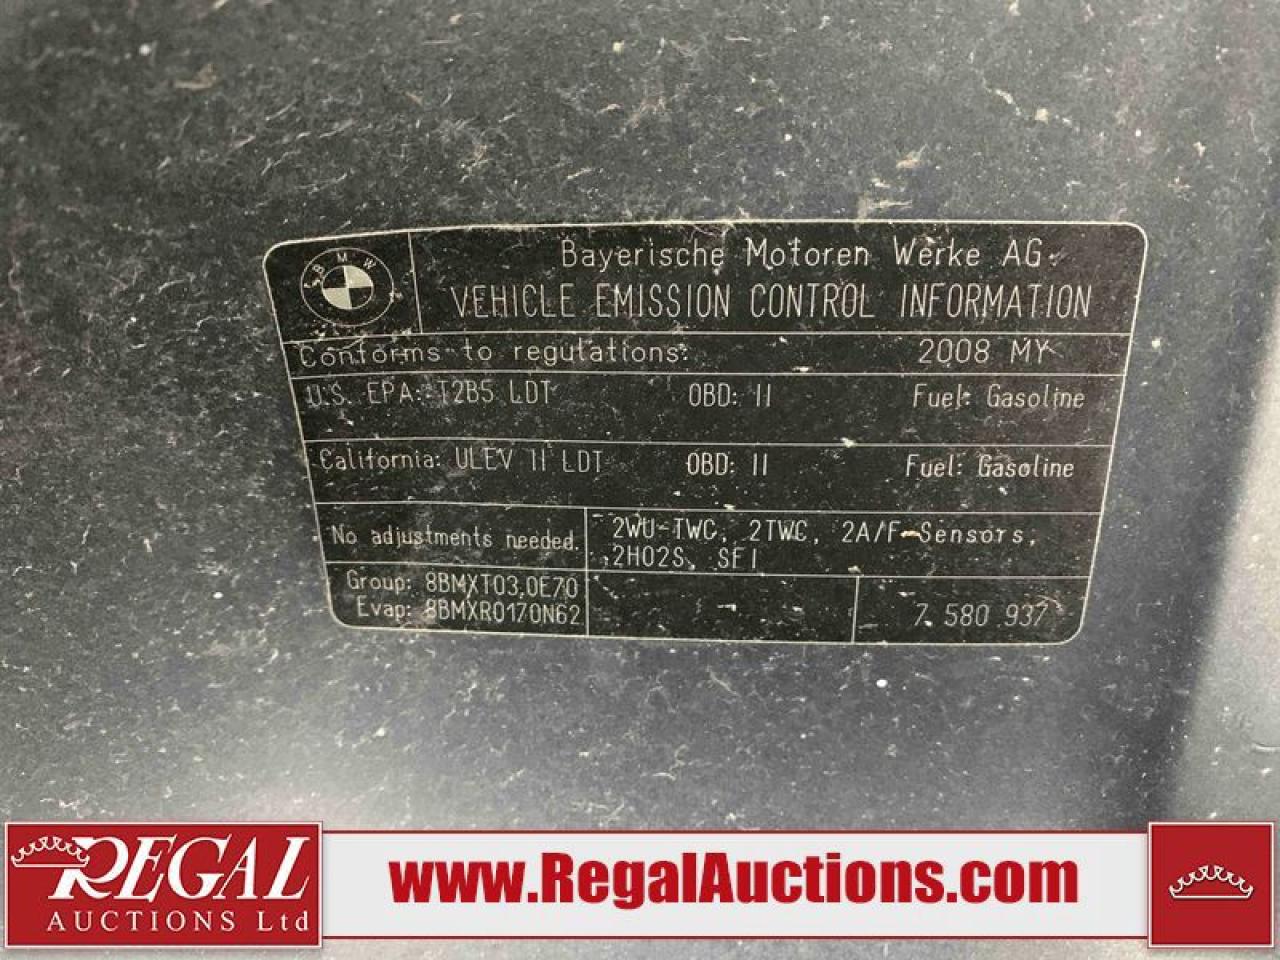 BMW
Bayerische Motoren Werke AG.
VEHICLE EMISSION CONTROL INFORMATION
Conforms to regulations: 2008 MY
U.S. EPA: T2B5 LDT OBD: II Fuel: Gasoline
California: ULEV II LDT OBD: II Fuel: Gasoline
No adjustments needed. 2WU-TWC, 2TWC, 2A/F-Sensors,
2HO2S, SFI
Group: 8BMXT03.0E70
Evap: 8BMXR0170N62
7 580 937
REGAL
AUCTIONS Ltd
www.RegalAuctions.com